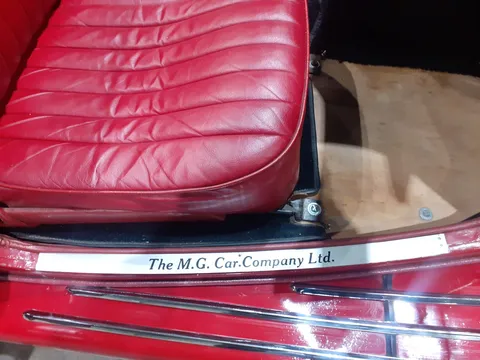 The M.G. Car Company Ltd.